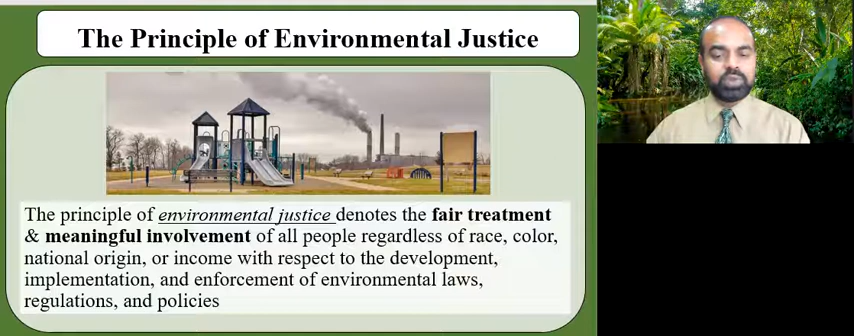 The Principle of Environmental Justice
The principle of environmental justice denotes the fair treatment
& meaningful involvement of all people regardless of race, color,
national origin, or income with respect to the development,
implementation, and enforcement of environmental laws,
regulations, and policies